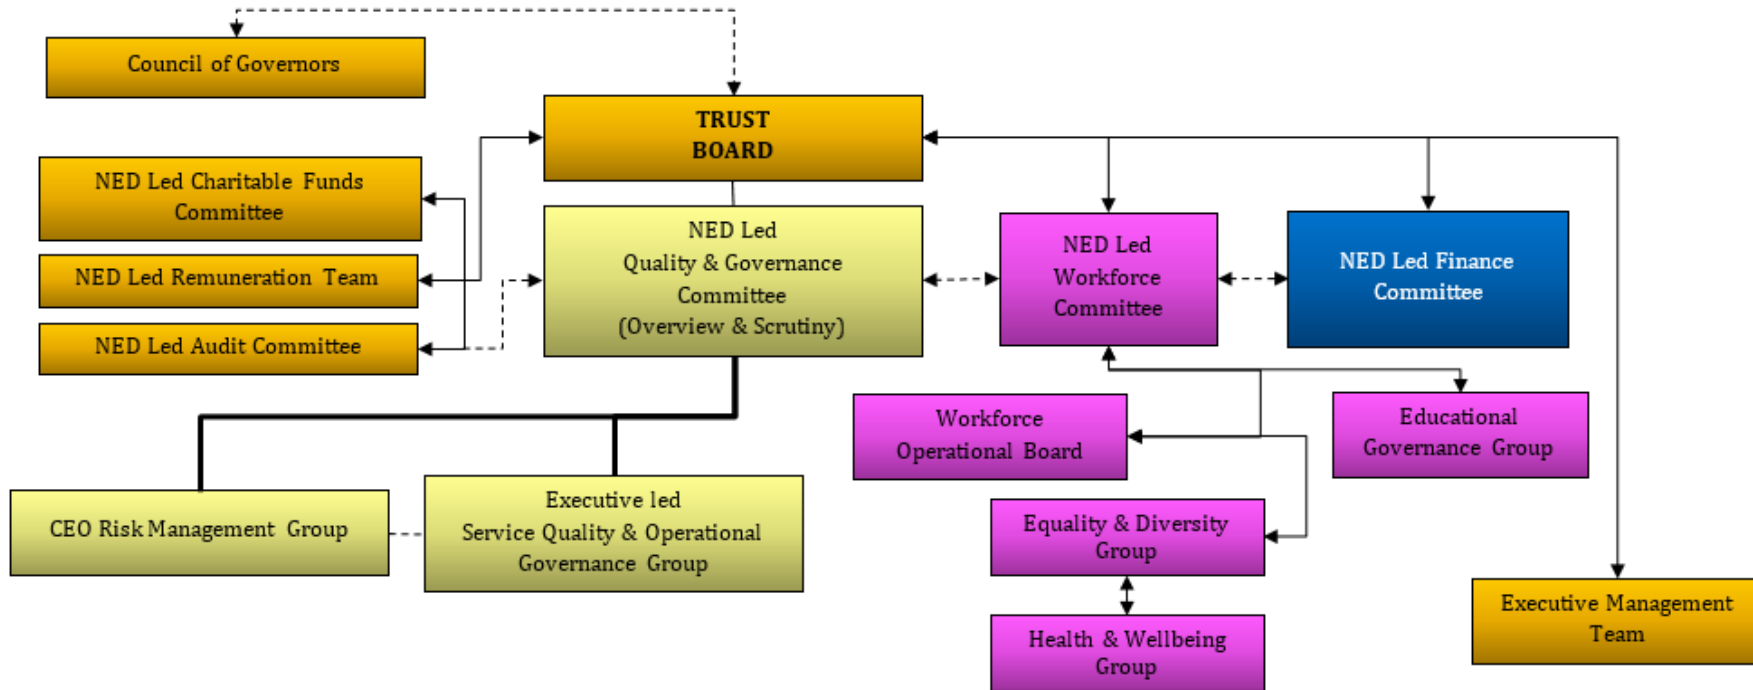 Council of Governors
TRUST
BOARD
NED Led Charitable Funds
Committee
NED Led Remuneration Team
NED Led Audit Committee
NED Led
Quality & Governance
Committee
(Overview & Scrutiny)
NED Led
Workforce
Committee
NED Led Finance
Committee
Workforce
Operational Board
Educational
Governance Group
CEO Risk Management Group
Executive led
Service Quality & Operational
Governance Group
Equality & Diversity
Group
Health & Wellbeing
Group
Executive Management
Team